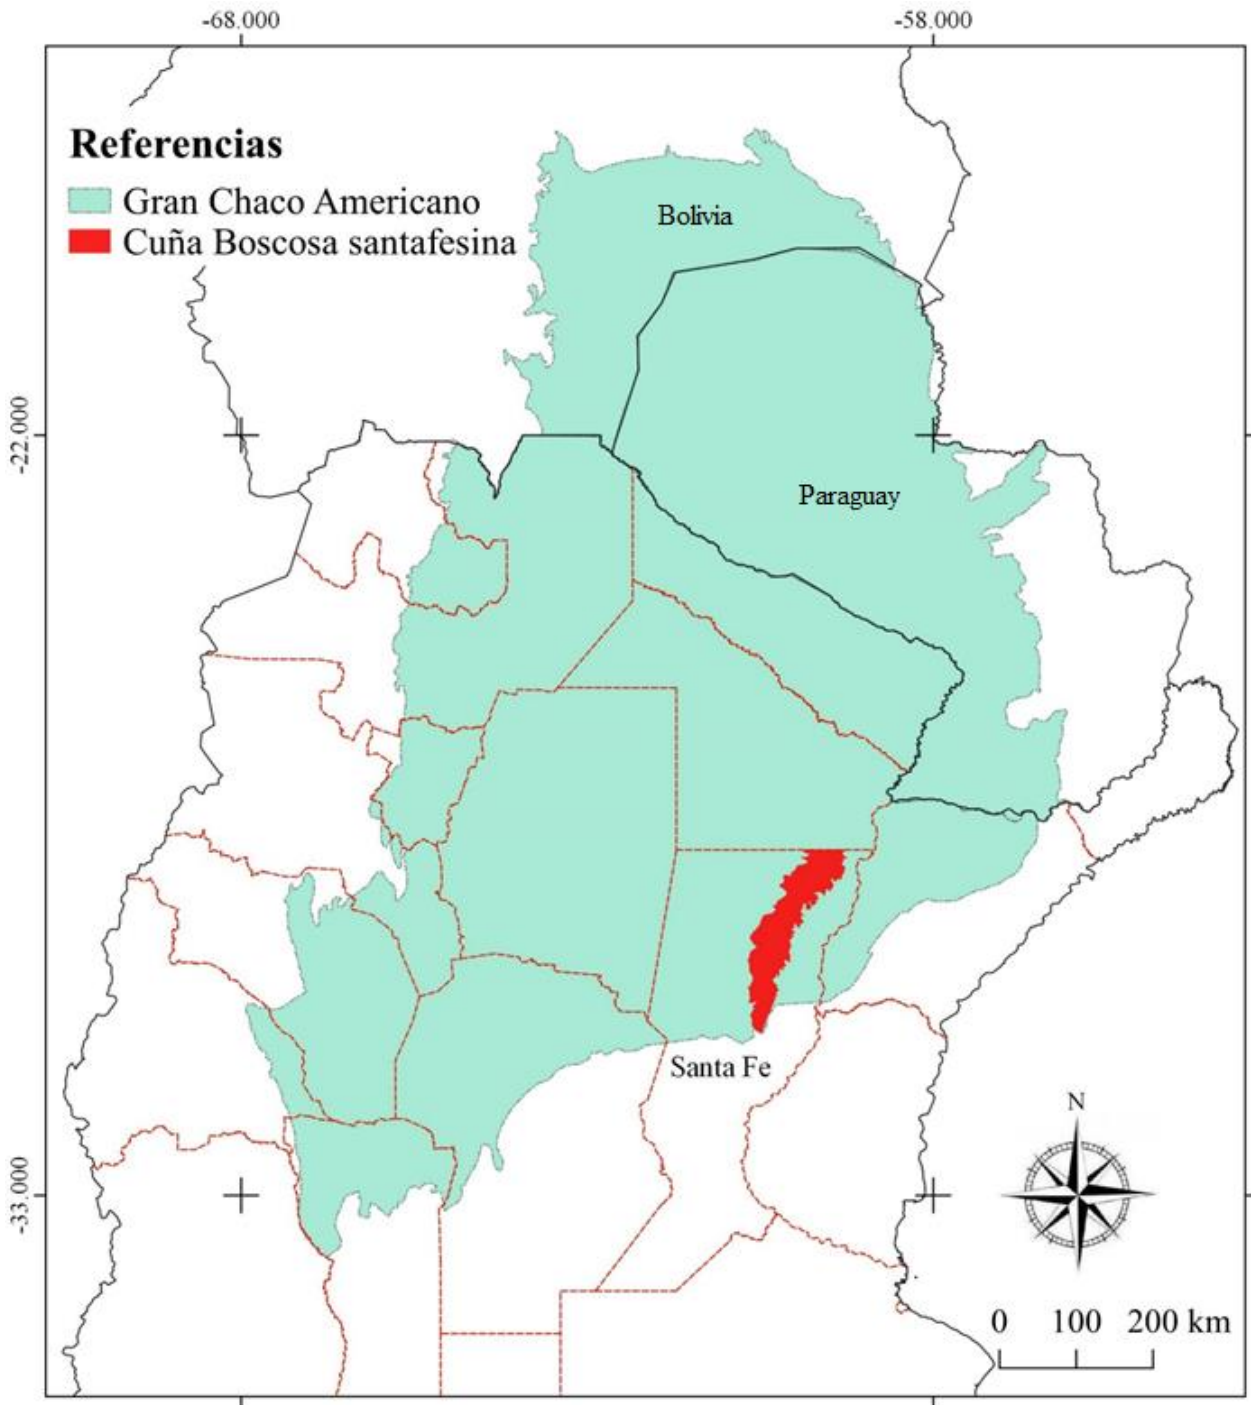 -68.000
-58.000
Referencias
Gran Chaco Americano
Cuña Boscosa santafesina
Bolivia
-22.000
Paraguay
Santa Fe
N
-33.000
0 100 200 km